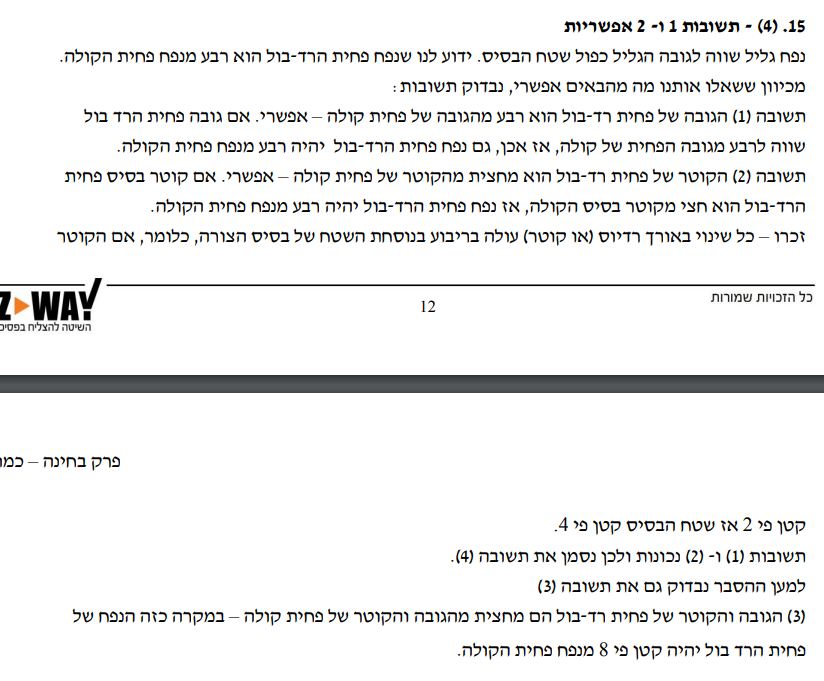 15. (4) - תשובות 1 ו- 2 אפשריות
נפח גליל שווה לגובה הגליל כפול שטח הבסיס. ידוע לנו שנפח פחית הרד-בול הוא רבע מנפח פחית הקולה.
מכיוון ששאלו אותנו מה מהבאים אפשרי, נבדוק תשובות:
תשובה (1) הגובה של פחית רד-בול הוא רבע מהגובה של פחית קולה – אפשרי. אם גובה פחית הרד בול
שווה לרבע מגובה הפחית של קולה, אז אכן, גם נפח פחית הרד-בול יהיה רבע מנפח פחית הקולה.
תשובה (2) הקוטר של פחית רד-בול הוא מחצית מהקוטר של פחית קולה – אפשרי. אם קוטר בסיס פחית
הרד-בול הוא חצי מקוטר בסיס הקולה, אז נפח פחית הרד-בול יהיה רבע מנפח פחית הקולה.
זכרו – כל שינוי באורך רדיוס (או קוטר) עולה בריבוע בנוסחת השטח של בסיס הצורה, כלומר, אם הקוטר
כל הזכויות שמורות
12
Z WAY
השיטה להצליח בפסיכ
פרק בחינה – כמו
קטן פי 2 אז שטח הבסיס קטן פי 4.
תשובות (1) ו- (2) נכונות ולכן נסמן את תשובה (4).
למען ההסבר נבדוק גם את תשובה (3)
(3) הגובה והקוטר של פחית רד-בול הם מחצית מהגובה והקוטר של פחית קולה – במקרה כזה הנפח של
פחית הרד בול יהיה קטן פי 8 מנפח פחית הקולה.